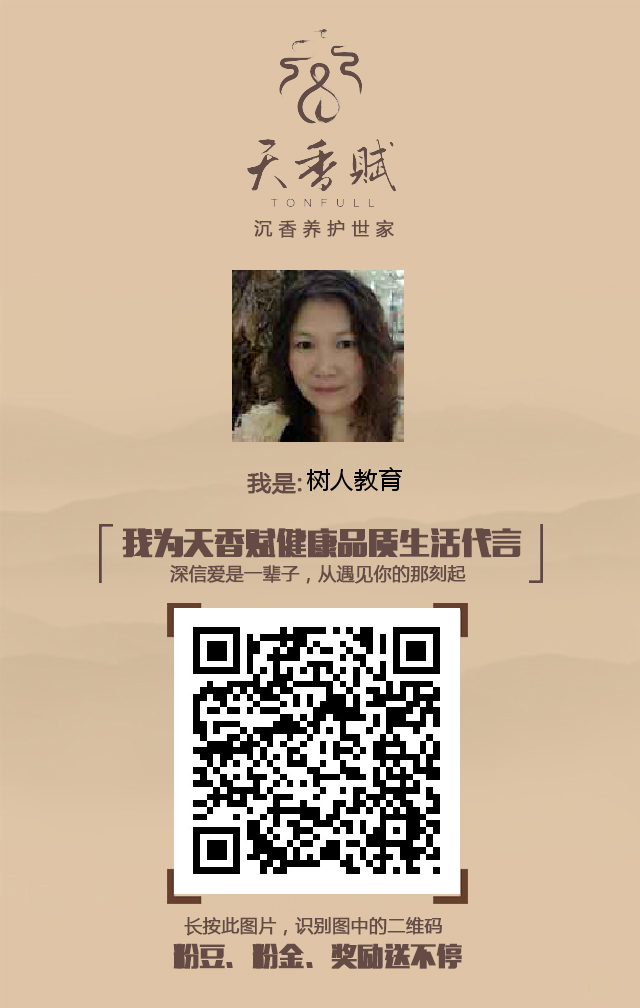 天香赋
TONFULL
沉香养护世家
我是:树人教育
我为天香赋健康品质生活代言
深信爱是一辈子，从遇见你的那刻起
长按此图片，识别图中的二维码
粉豆、粉金、奖励送不停